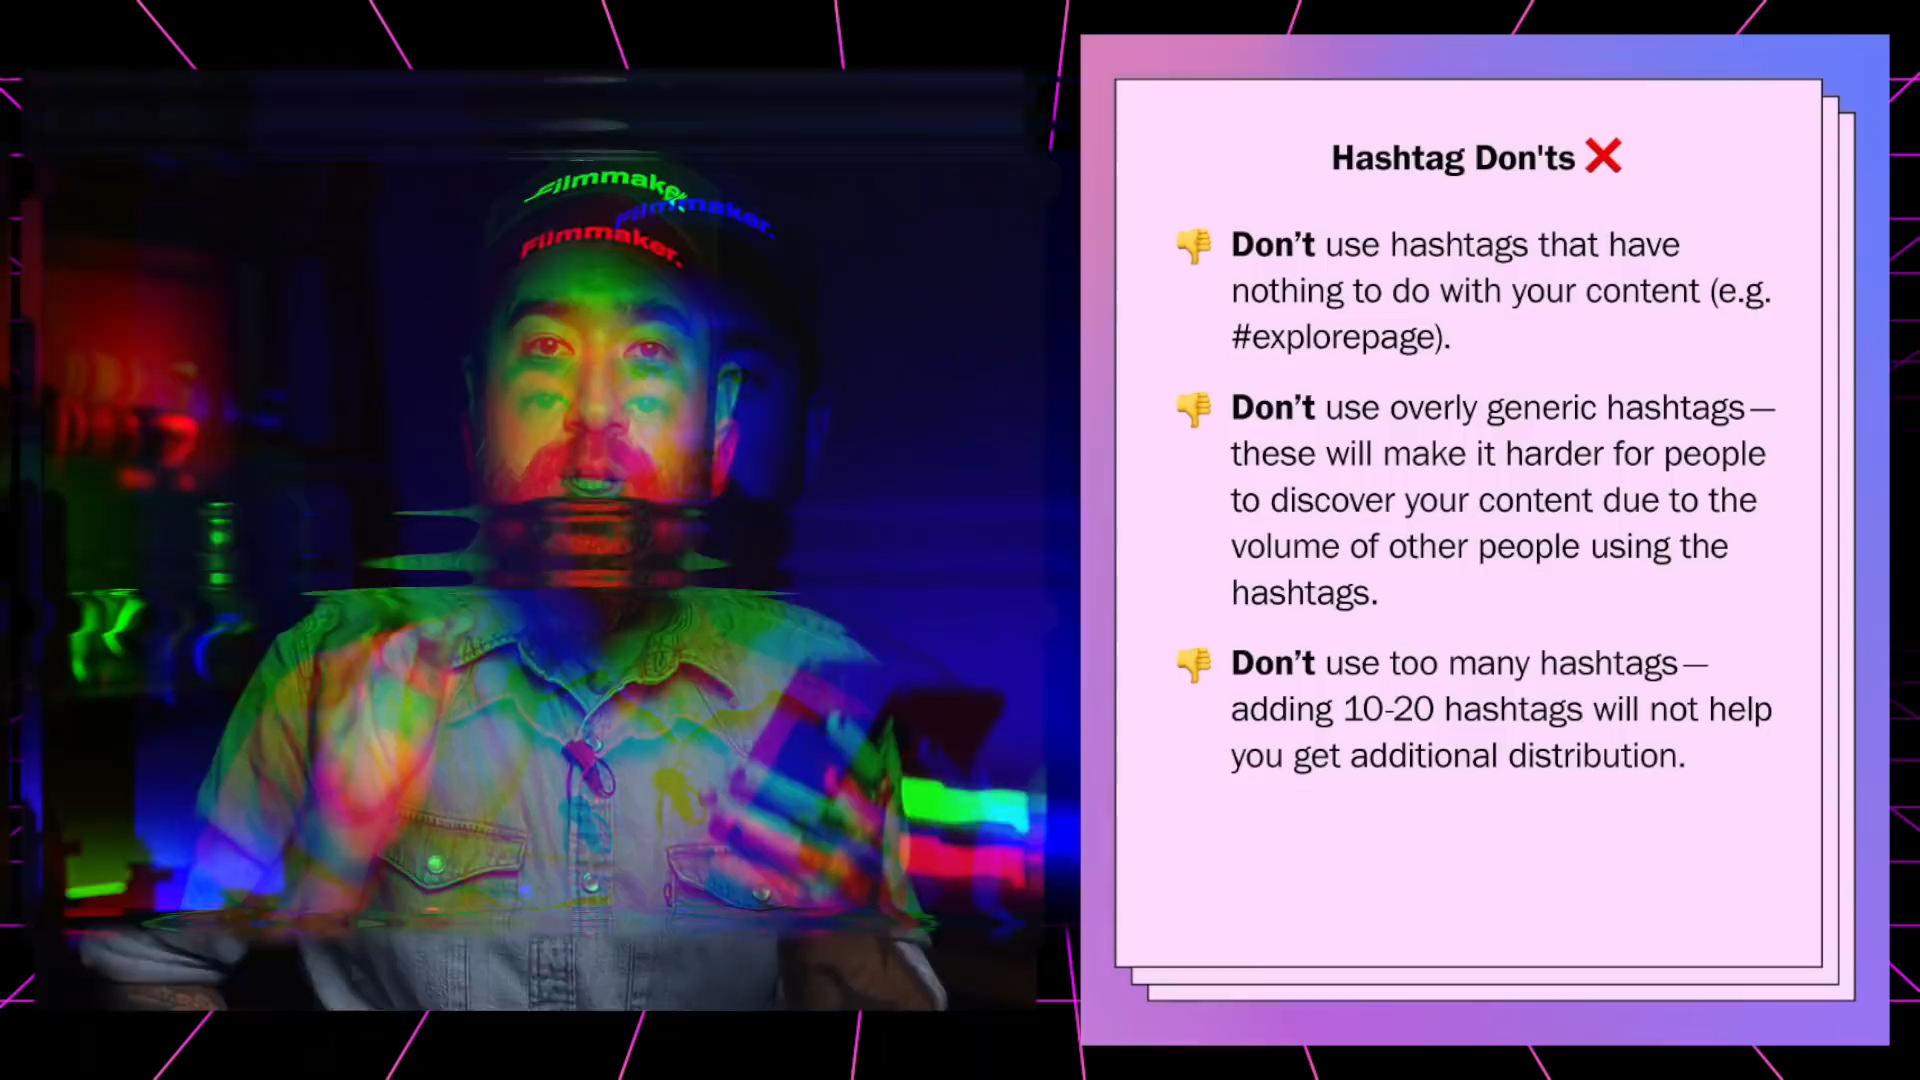 Filmmaker.
Filmmaker.
Filmmaker.
Hashtag Don'ts ❌
👎 Don’t use hashtags that have
nothing to do with your content (e.g.
#explorepage).
👎 Don’t use overly generic hashtags—
these will make it harder for people
to discover your content due to the
volume of other people using the
hashtags.
👎 Don’t use too many hashtags—
adding 10-20 hashtags will not help
you get additional distribution.